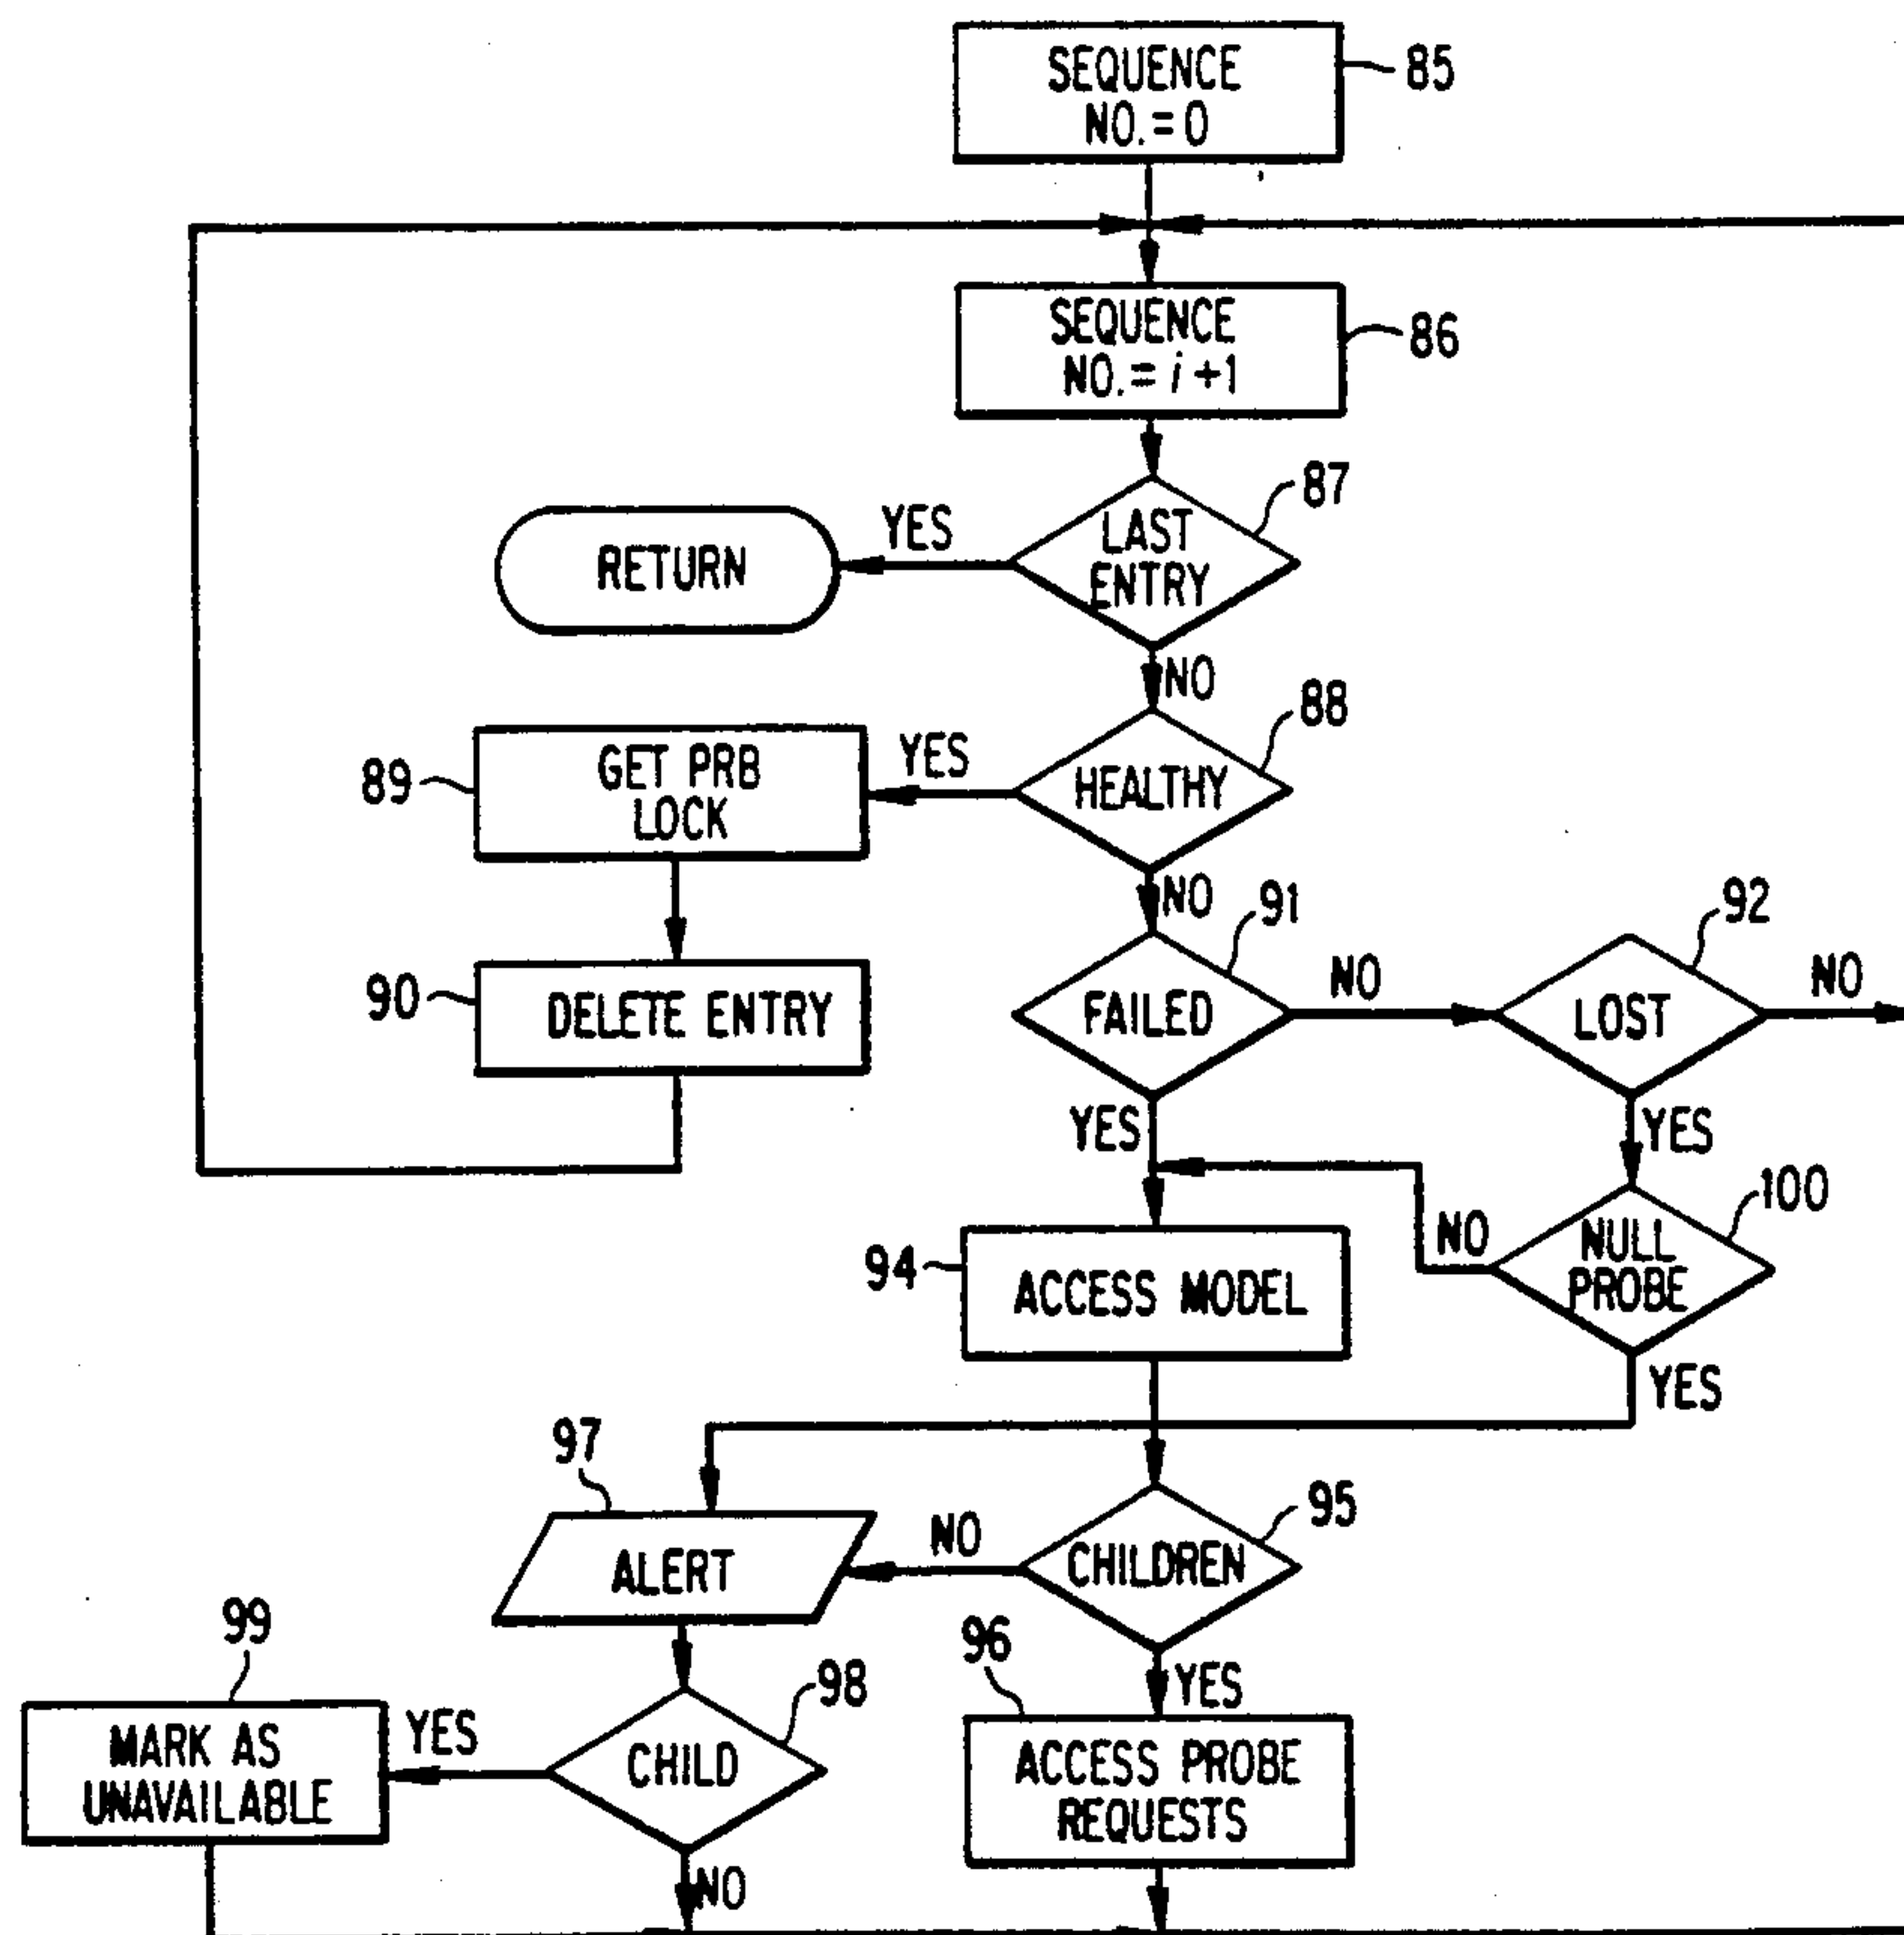 SEQUENCE
NO. = 0
85
SEQUENCE
NO. = i +1
86
87
LAST
ENTRY
YES
RETURN
NO
88
HEALTHY
YES
GET PRB
LOCK
89
NO
91
92
90
DELETE ENTRY
FAILED
NO
LOST
NO
YES
YES
100
NULL
PROBE
NO
94
ACCESS MODEL
YES
97
95
ALERT
NO
CHILDREN
99
96
YES
98
MARK AS
UNAVAILABLE
YES
CHILD
ACCESS PROBE
REQUESTS
NO